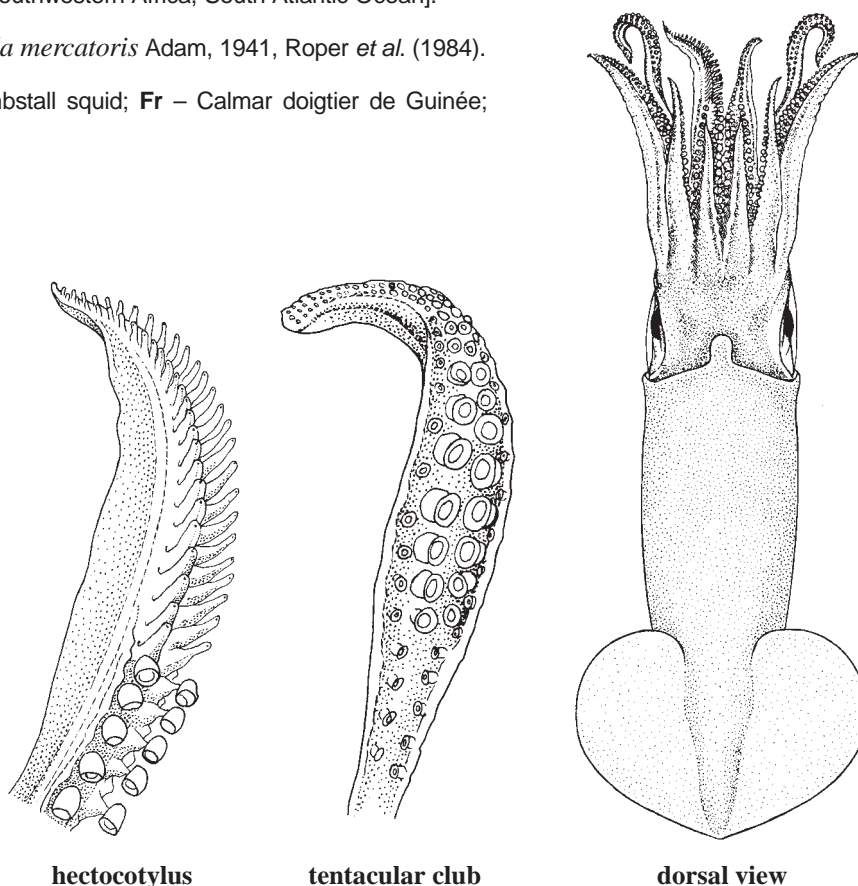 outhwestern Africa, South Atlantic Ocean].
a mercatoris Adam, 1941, Roper et al. (1984).
mbstall squid; Fr – Calmar doigtier de Guinée;
hectocotylus tentacular club dorsal view